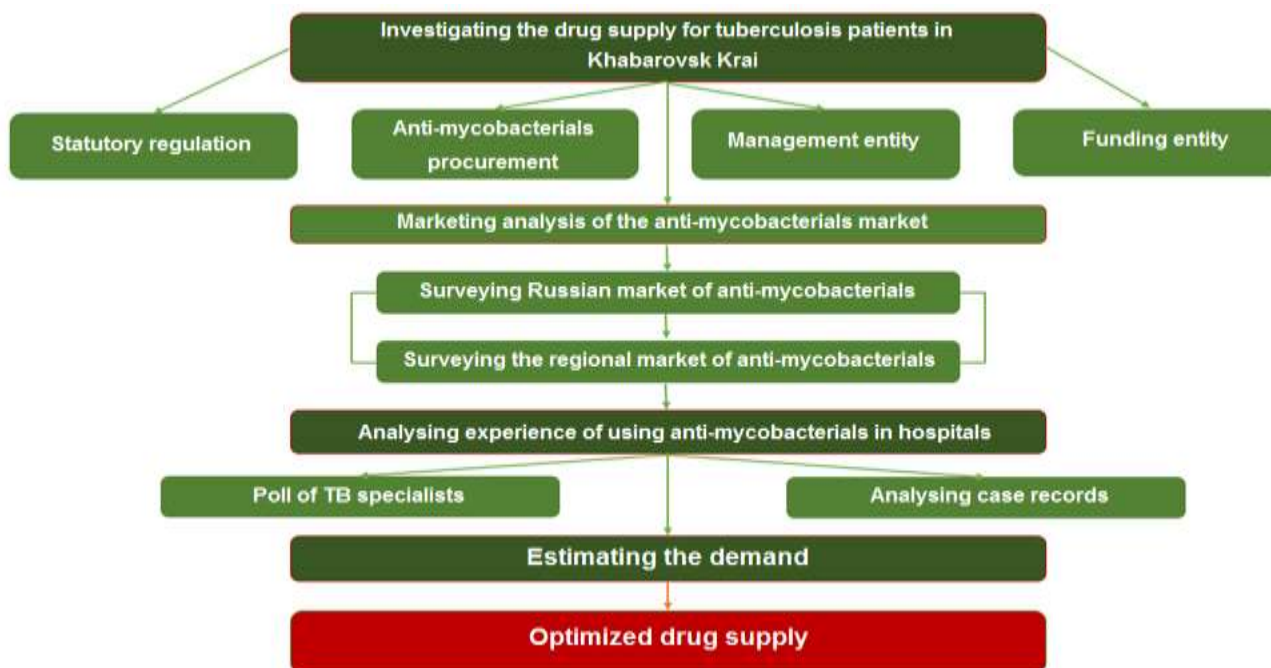 Investigating the drug supply for tuberculosis patients in
Khabarovsk Krai
Statutory regulation
Anti-mycobacterials
procurement
Management entity
Funding entity
Marketing analysis of the anti-mycobacterials market
Surveying Russian market of anti-mycobacterials
Surveying the regional market of anti-mycobacterials
Analysing experience of using anti-mycobacterials in hospitals
Poll of TB specialists
Analysing case records
Estimating the demand
Optimized drug supply